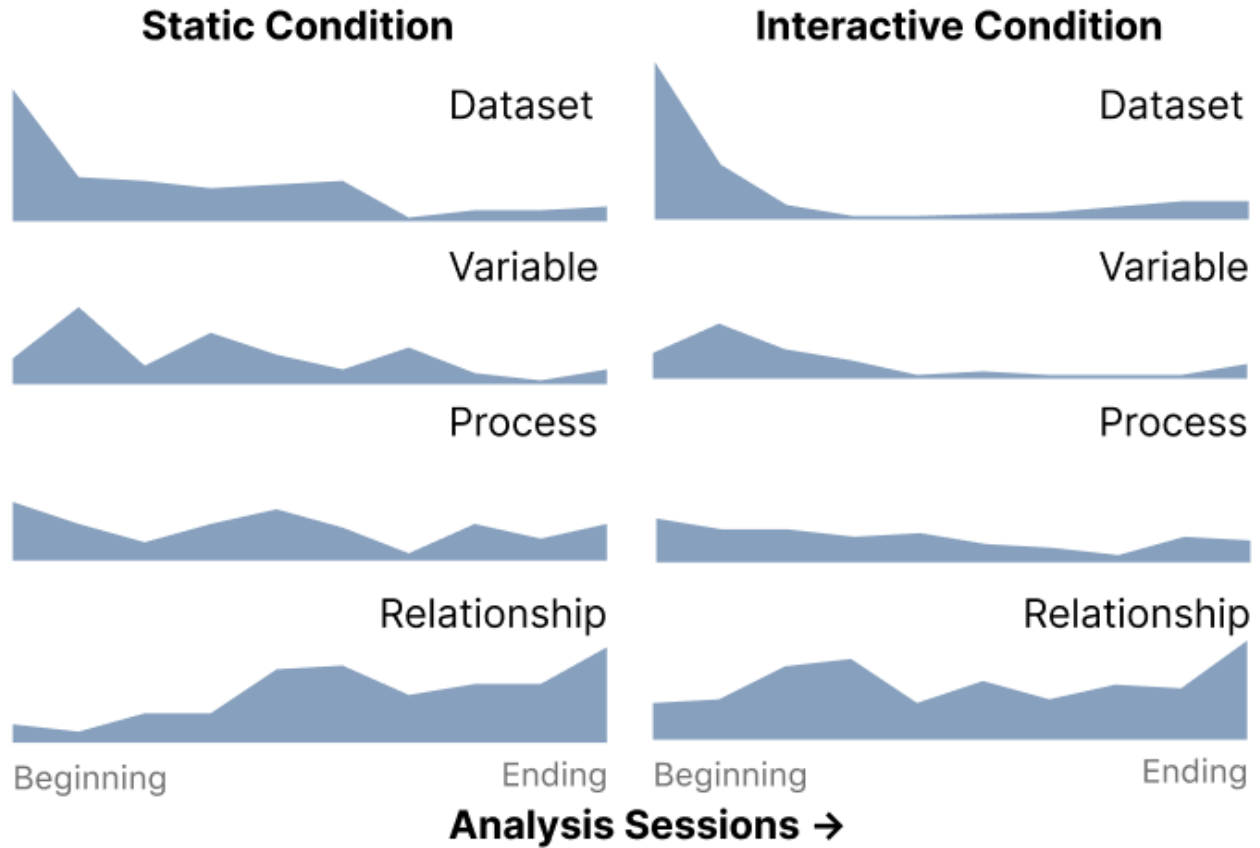 Static Condition
Interactive Condition
Dataset
Dataset
Variable
Variable
Process
Process
Relationship
Relationship
Beginning
Ending
Beginning
Ending
Analysis Sessions →